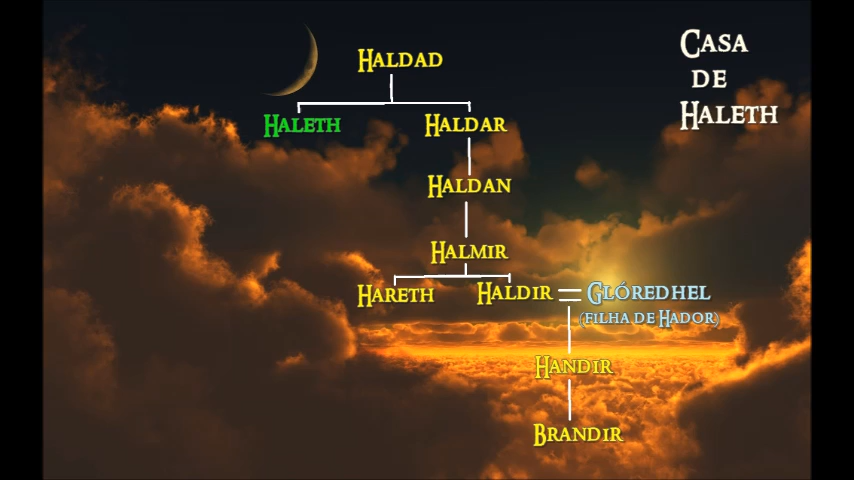 Casa
de
Haleth
Haldad
Haleth Haldar
Haldan
Halmir
Hareth Haldir Glóredhel
(filha de Hador)
Handir
Brandir